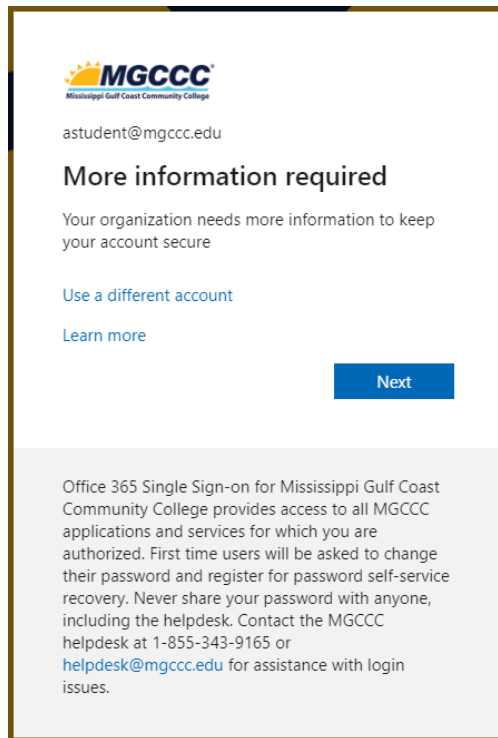 MGCCC
Mississippi Gulf Coast Community College
astudent@mgccc.edu
More information required
Your organization needs more information to keep
your account secure
Use a different account
Learn more
Next
Office 365 Single Sign-on for Mississippi Gulf Coast
Community College provides access to all MGCCC
applications and services for which you are
authorized. First time users will be asked to change
their password and register for password self-service
recovery. Never share your password with anyone,
including the helpdesk. Contact the MGCCC
helpdesk at 1-855-343-9165 or
helpdesk@mgccc.edu for assistance with login
issues.